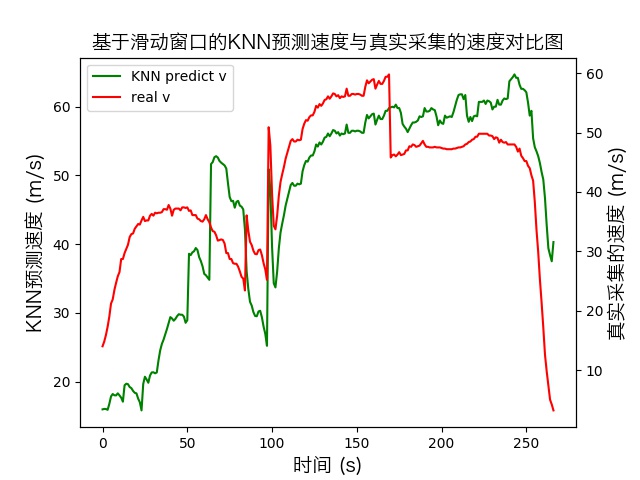 基于滑动窗口的KNN预测速度与真实采集的速度对比图
KNN predict v
real v
KNN预测速度 (m/s)
60
50
40
30
20
真实采集的速度 (m/s)
60
50
40
30
20
10
0 50 100 150 200 250
时间 (s)